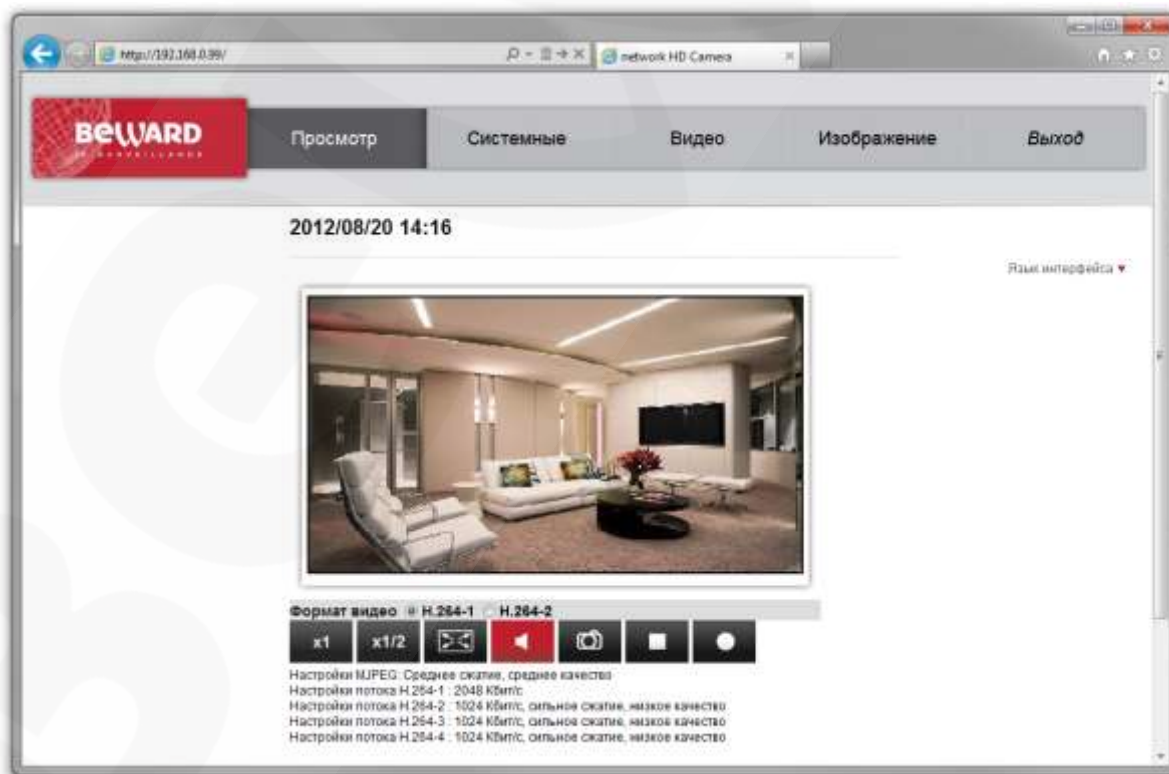 http://192.168.0.99/
network HD Camera
BEWARD
IP SURVEILLANCE
Просмотр
Системные
Видео
Изображение
Выход
2012/08/20 14:16
Язык интерфейса
Формат видео H.264-1 H.264-2
x1
x1/2
Настройки MJPEG: Среднее сжатие, среднее качество
Настройки потока H.264-1 : 2048 Кбит/с
Настройки потока H.264-2 : 1024 Кбит/с, сильное сжатие, низкое качество
Настройки потока H.264-3 : 1024 Кбит/с, сильное сжатие, низкое качество
Настройки потока H.264-4 : 1024 Кбит/с, сильное сжатие, низкое качество